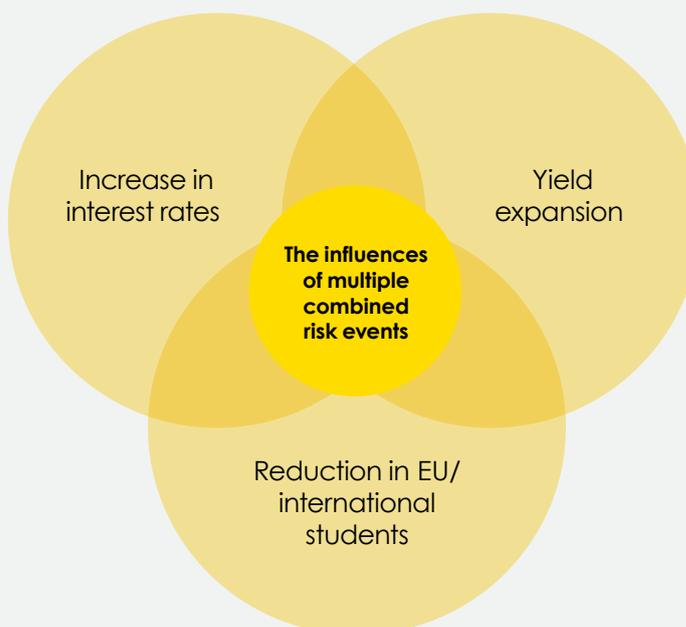 Increase in
interest rates
Yield
expansion
The influences
of multiple
combined
risk events
Reduction in EU/
international
students